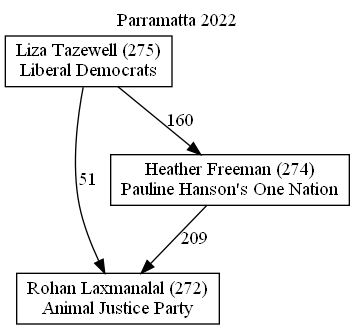 Parramatta 2022
Liza Tazewell (275)
Liberal Democrats
160
Heather Freeman (274)
Pauline Hanson's One Nation
51
209
Rohan Laxmanalal (272)
Animal Justice Party